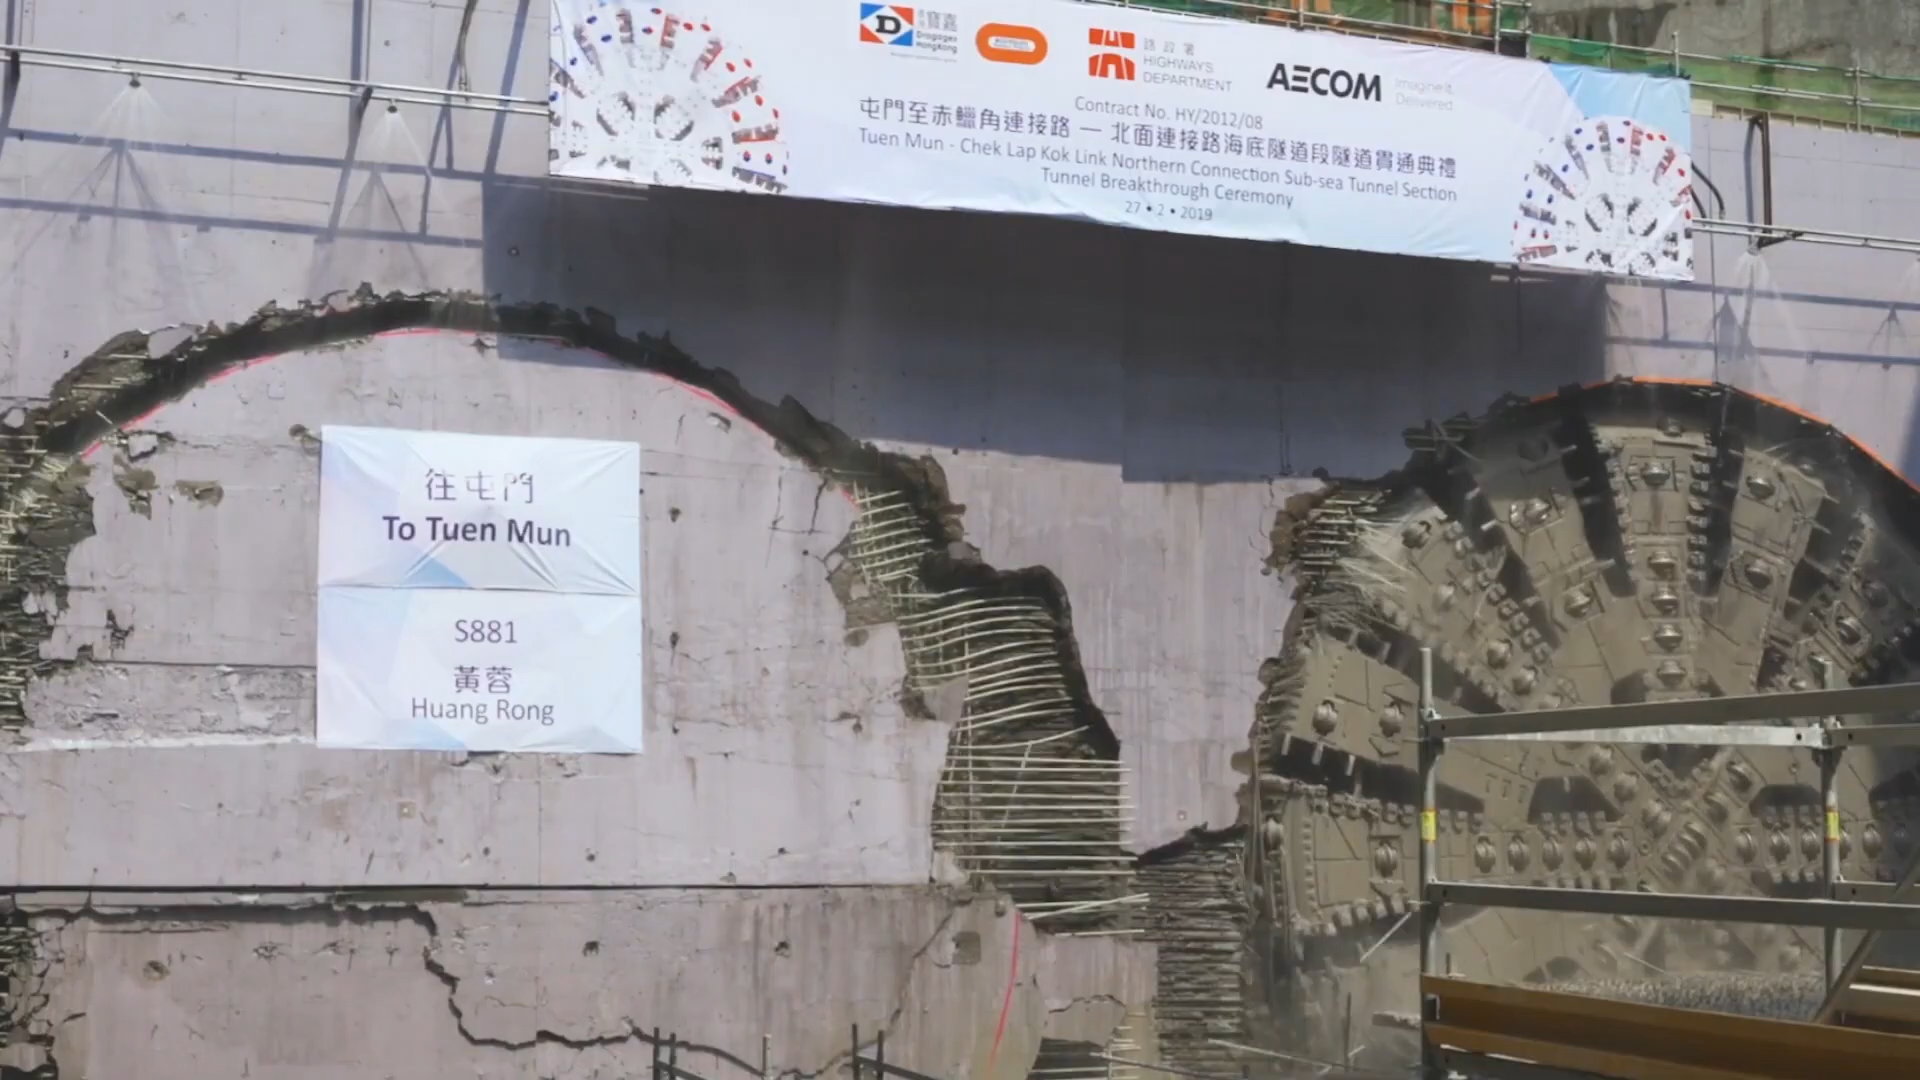 寶嘉
Dragages
HongKong
路政署
HIGHWAYS
DEPARTMENT
AECOM
Imagine it.
Delivered.
Contract No. HY/2012/08
屯門至赤鱲角連接路 — 北面連接路海底隧道段隧道貫通典禮
Tuen Mun - Chek Lap Kok Link Northern Connection Sub-sea Tunnel Section
Tunnel Breakthrough Ceremony
27 • 2 • 2019
往屯門
To Tuen Mun
S881
黃蓉
Huang Rong